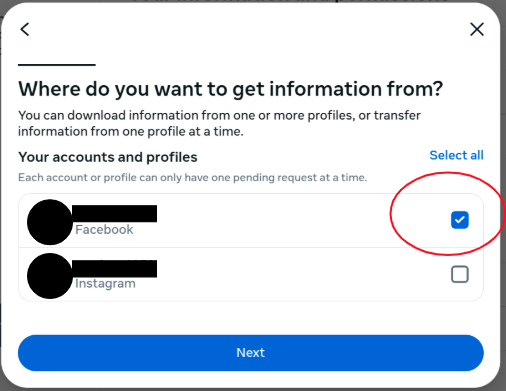 Where do you want to get information from?
You can download information from one or more profiles, or transfer
information from one profile at a time.
Your accounts and profiles
Select all
Each account or profile can only have one pending request at a time.
Facebook
Instagram
Next